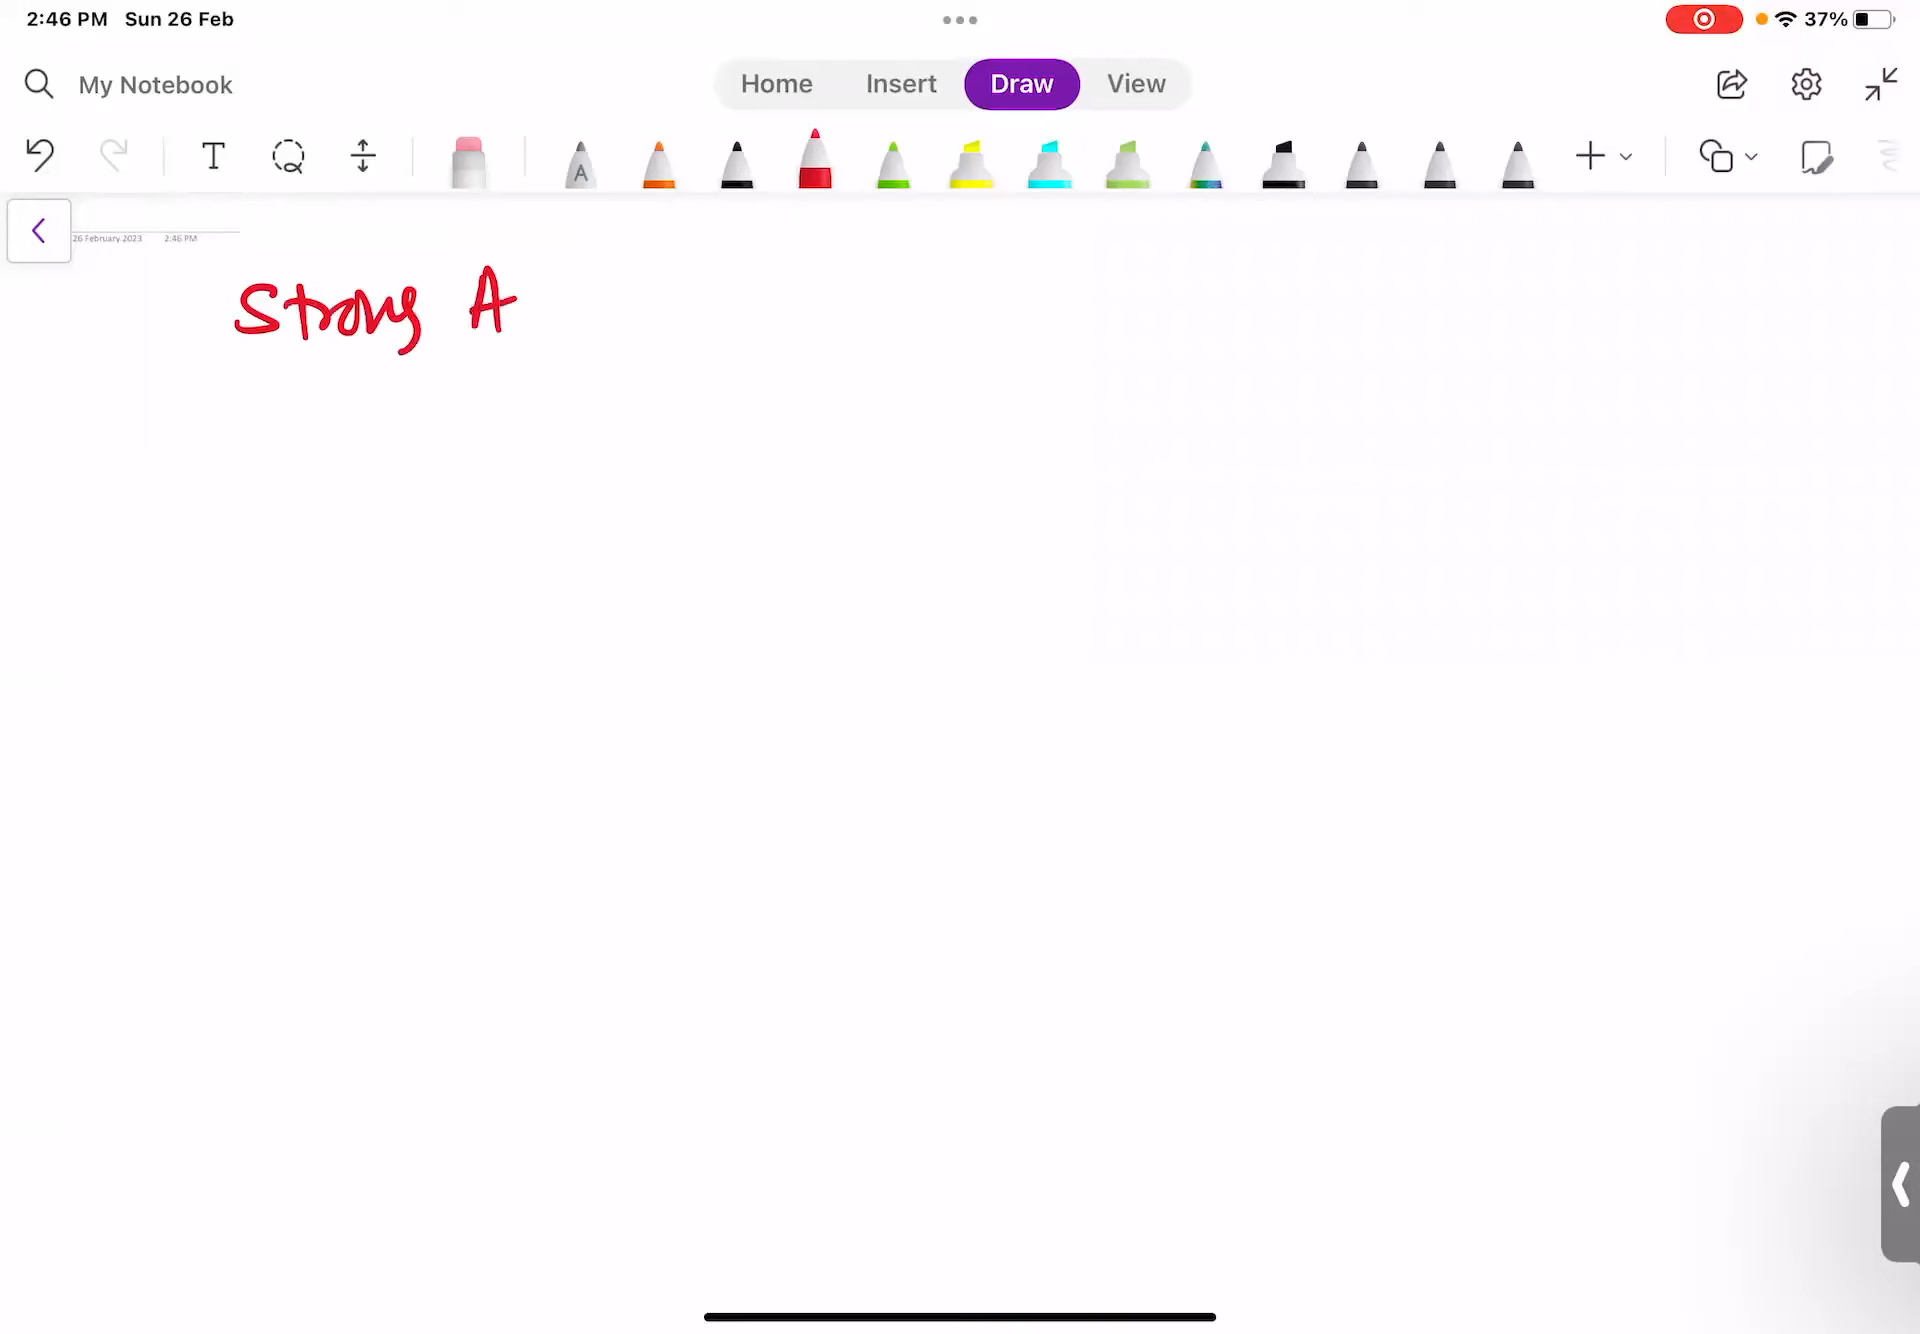 2:46 PM Sun 26 Feb
37%
My Notebook
Home Insert Draw View
T
A
26 February 2023 2:46 PM
Strong A